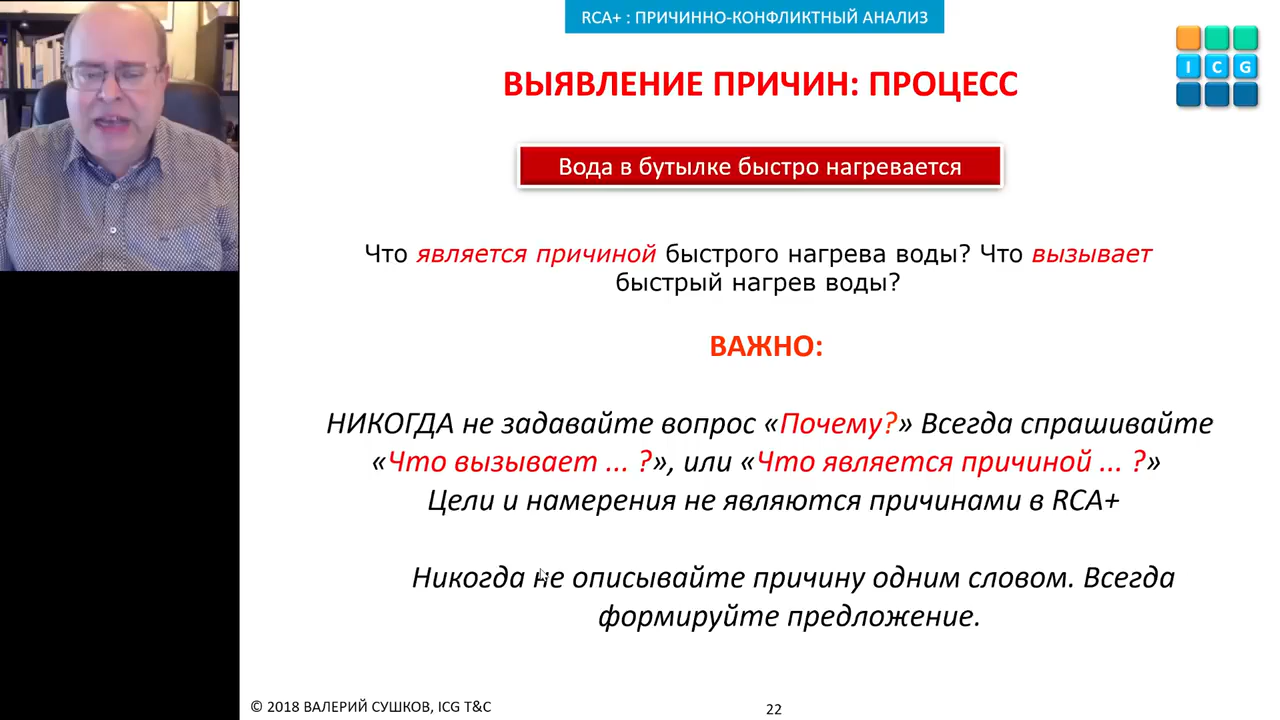 RCA+ : ПРИЧИННО-КОНФЛИКТНЫЙ АНАЛИЗ
I C G
ВЫЯВЛЕНИЕ ПРИЧИН: ПРОЦЕСС
Вода в бутылке быстро нагревается
Что является причиной быстрого нагрева воды? Что вызывает
быстрый нагрев воды?
ВАЖНО:
НИКОГДА не задавайте вопрос «Почему?» Всегда спрашивайте
«Что вызывает ... ?», или «Что является причиной ... ?»
Цели и намерения не являются причинами в RCA+
Никогда не описывайте причину одним словом. Всегда
формируйте предложение.
© 2018 ВАЛЕРИЙ СУШКОВ, ICG T&C
22